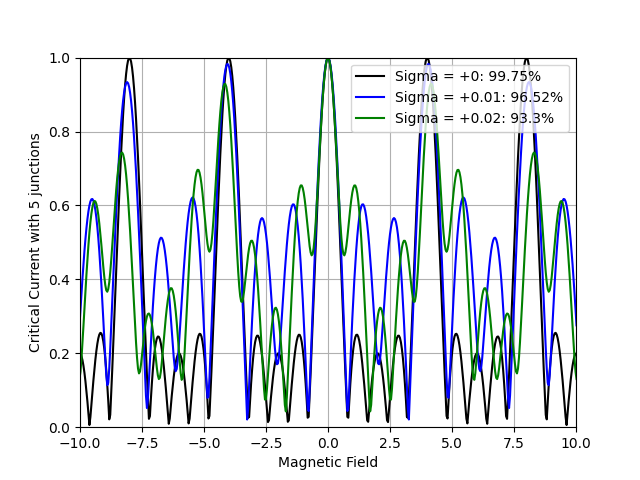 1.0
0.8
0.6
0.4
0.2
0.0
Critical Current with 5 junctions
Sigma = +0: 99.75%
Sigma = +0.01: 96.52%
Sigma = +0.02: 93.3%
−10.0 −7.5 −5.0 −2.5 0.0 2.5 5.0 7.5 10.0
Magnetic Field